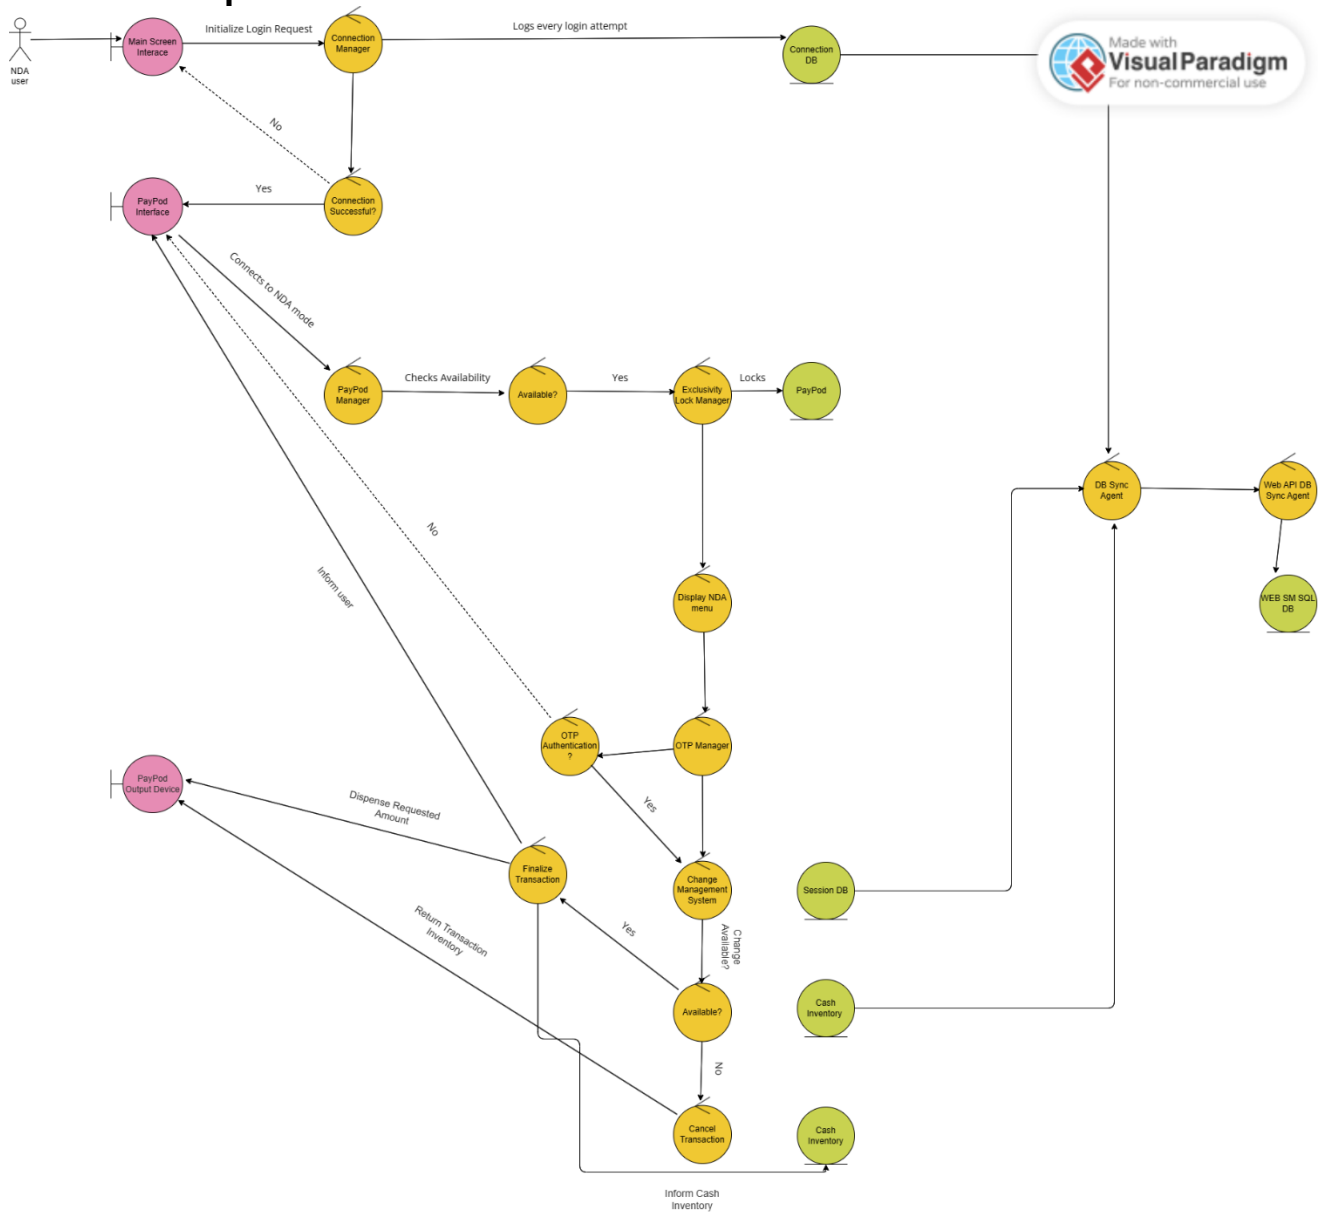 NDA
user
Main Screen
Interace
Initialize Login Request
Connection
Manager
Logs every login attempt
Connection
DB
Made with
Visual Paradigm
For non-commercial use
No
PayPod
Interface
Yes
Connection
Successful?
Connects to NDA mode
PayPod
Manager
Checks Availability
Available?
Yes
Exclusivity
Lock Manager
Locks
PayPod
DB Sync
Agent
Web API DB
Sync Agent
No
Inform user
Display NDA
menu
WEB SM SQL
DB
OTP
Authentication
?
OTP Manager
PayPod
Output Device
Dispense Requested
Amount
Yes
Finalize
Transaction
Change
Management
System
Session DB
Return Transaction
Inventory
Yes
Change
Available?
Available?
Cash
Inventory
No
Cancel
Transaction
Cash
Inventory
Inform Cash
Inventory